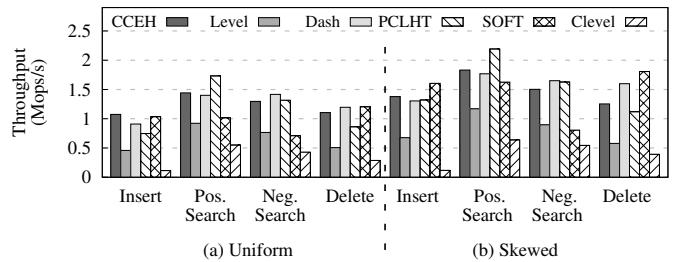 CCEH Level Dash PCLHT SOFT Clevel
Throughput
(Mops/s)
2.5
2
1.5
1
0.5
0
Insert Pos. Search Neg. Search Delete Insert Pos. Search Neg. Search Delete
(a) Uniform (b) Skewed